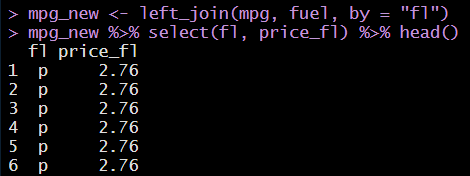 > mpg_new <- left_join(mpg, fuel, by = "fl")
> mpg_new %>% select(fl, price_fl) %>% head()
  fl price_fl
1  p     2.76
2  p     2.76
3  p     2.76
4  p     2.76
5  p     2.76
6  p     2.76